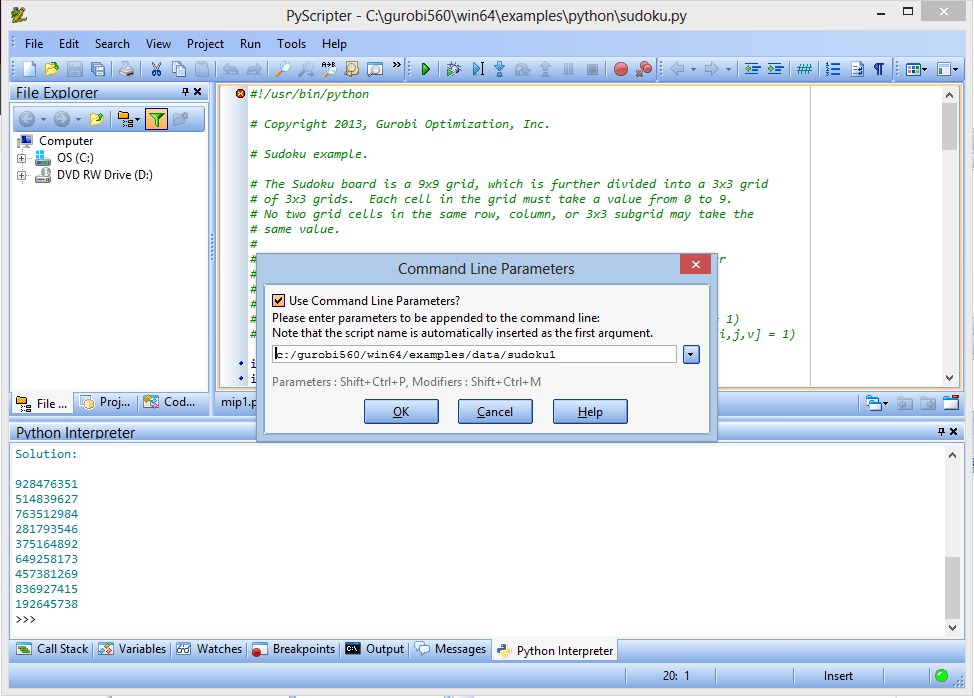 PyScripter - C:\gurobi560\win64\examples\python\sudoku.py
File Edit Search View Project Run Tools Help
File Explorer
Computer
OS (C:)
DVD RW Drive (D:)
File ... Proj... Cod...
#!/usr/bin/python
# Copyright 2013, Gurobi Optimization, Inc.
# Sudoku example.
# The Sudoku board is a 9x9 grid, which is further divided into a 3x3 grid
# of 3x3 grids.  Each cell in the grid must take a value from 0 to 9.
# No two grid cells in the same row, column, or 3x3 subgrid may take the
# same value.
#
# r
#
#
#
# = 1)
# [i,j,v] = 1)
i
i
mip1.p
Command Line Parameters
Use Command Line Parameters?
Please enter parameters to be appended to the command line:
Note that the script name is automatically inserted as the first argument.
c:/gurobi560/win64/examples/data/sudoku1
Parameters : Shift+Ctrl+P, Modifiers : Shift+Ctrl+M
OK Cancel Help
Python Interpreter
Solution:
928476351
514839627
763512984
281793546
375164892
649258173
457381269
836927415
192645738
>>>
Call Stack Variables Watches Breakpoints Output Messages Python Interpreter
20: 1 Insert